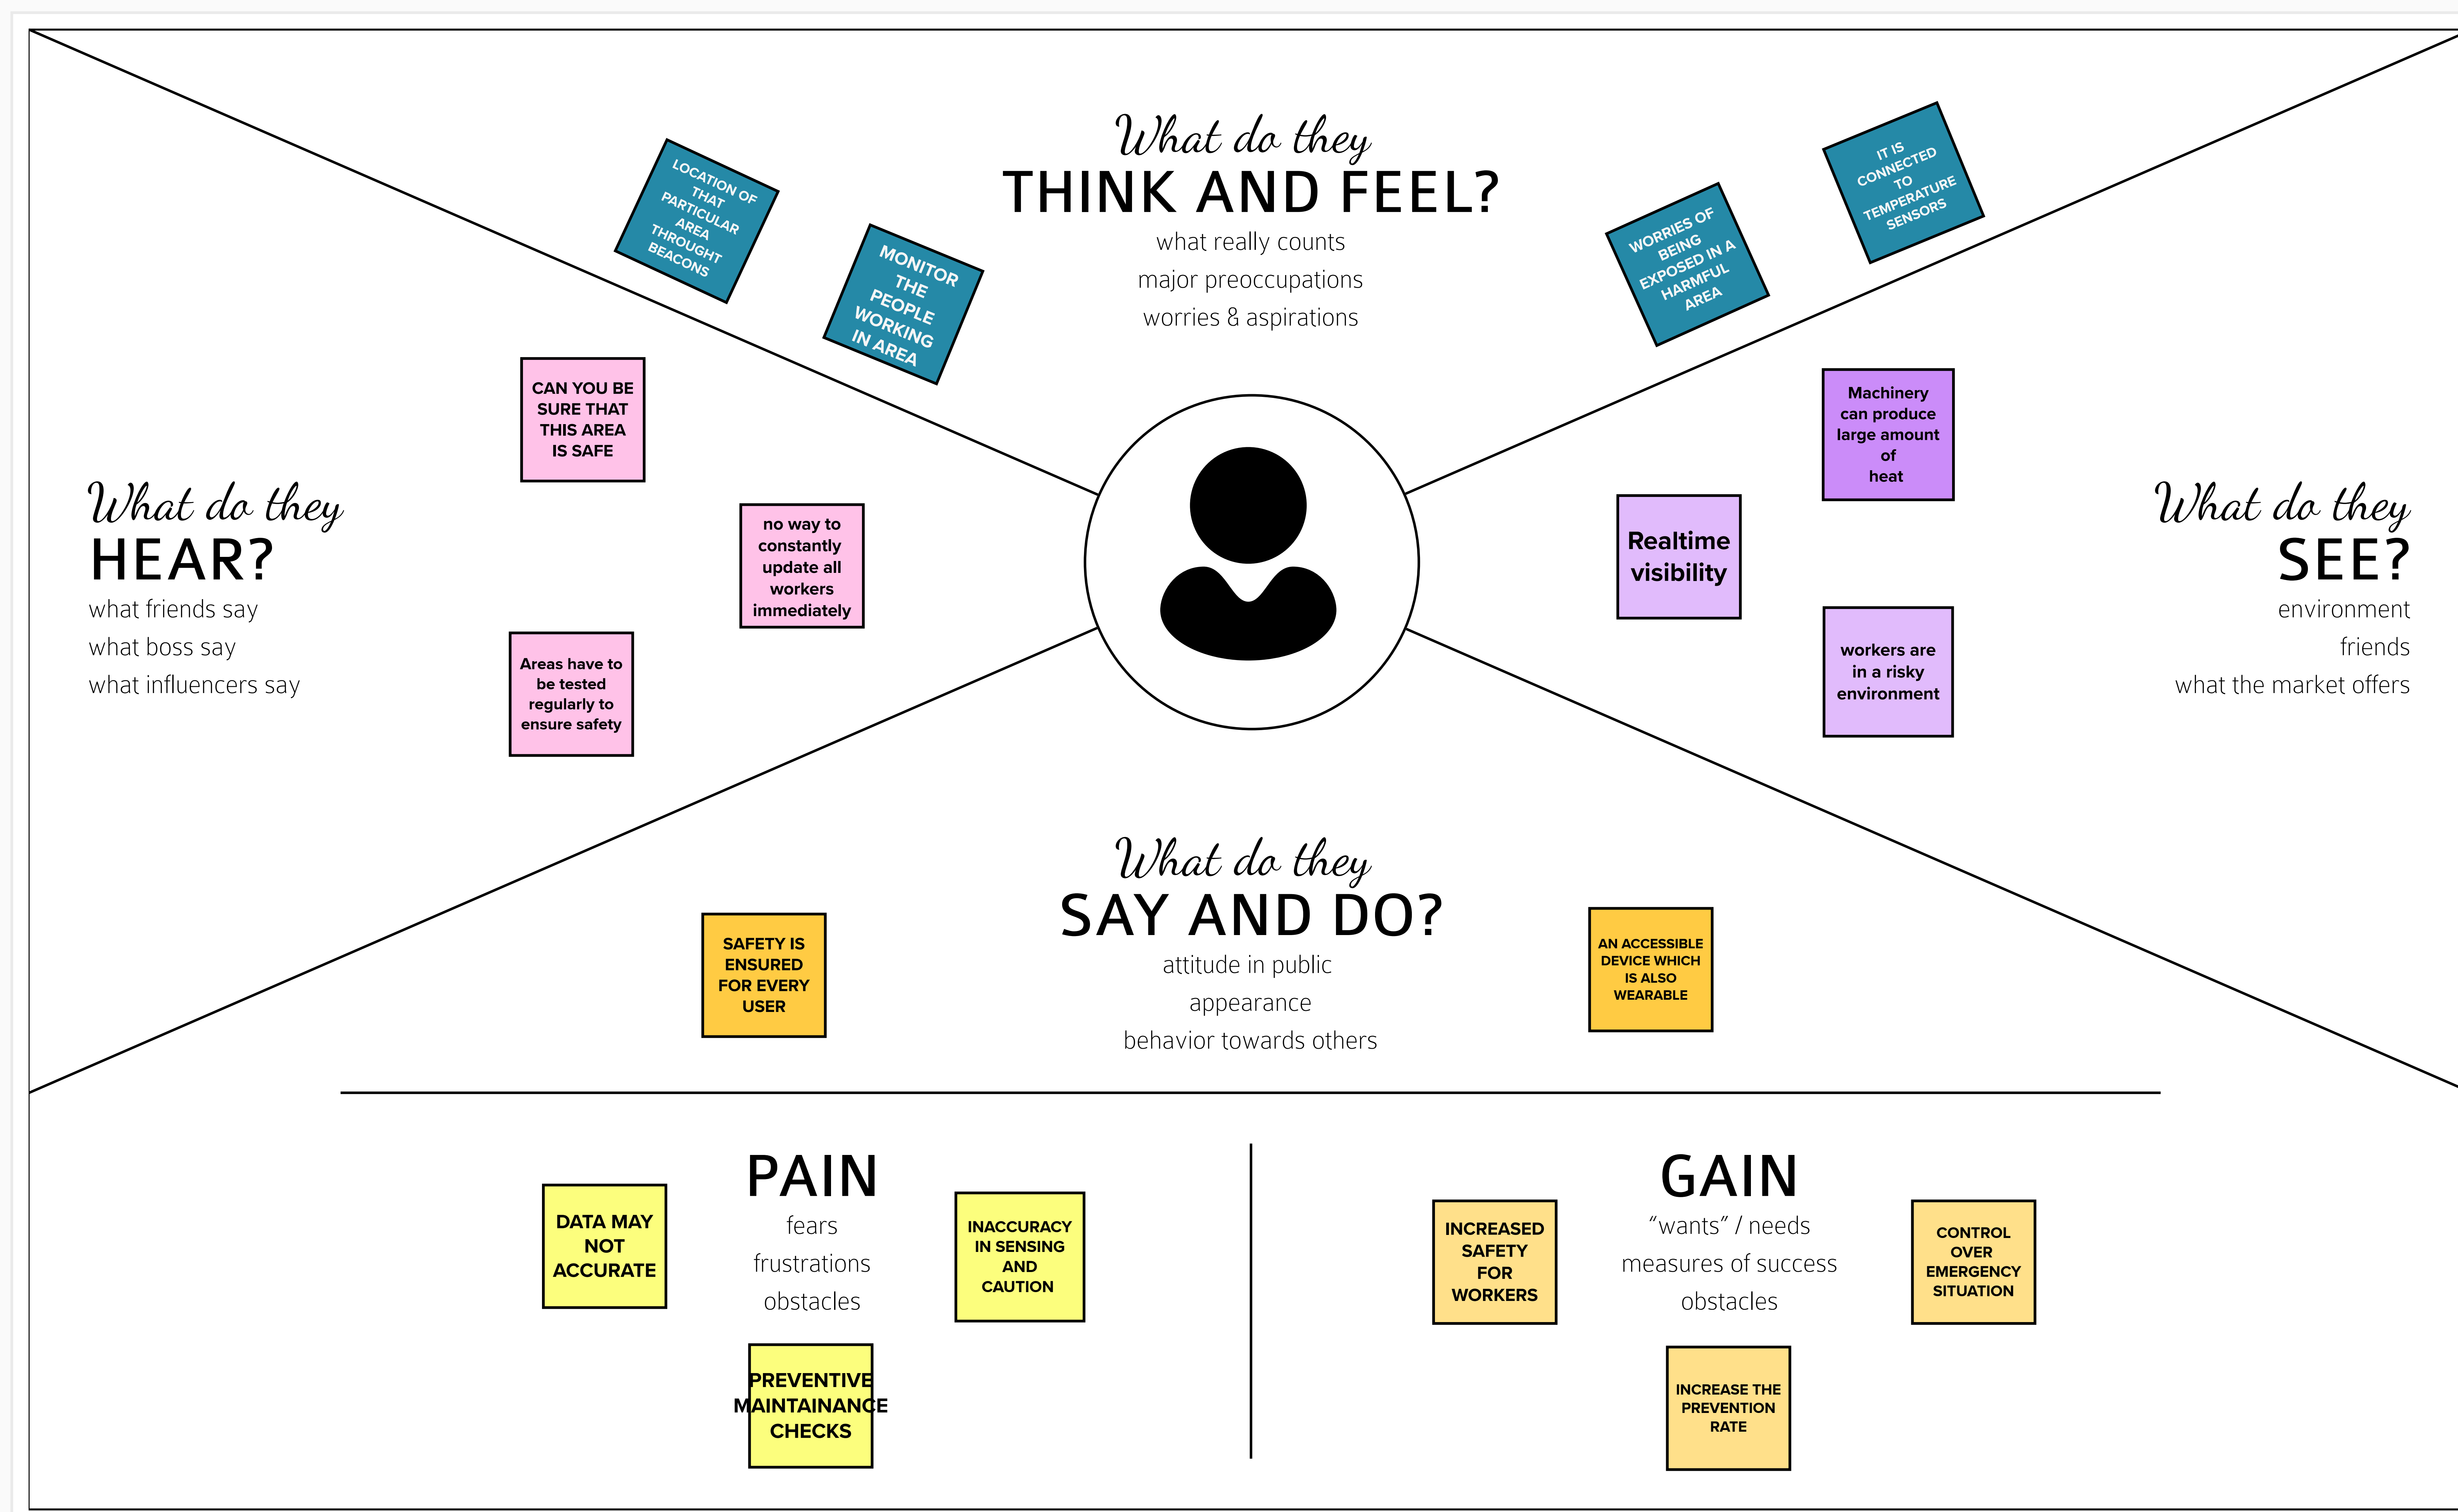 What do they
THINK AND FEEL?
what really counts
major preoccupations
worries & aspirations
LOCATION OF
THAT
PARTICULAR
AREA
THROUGHT
BEACONS
MONITOR
THE
PEOPLE
WORKING
IN AREA
WORRIES OF
BEING
EXPOSED IN A
HARMFUL
AREA
IT IS
CONNECTED
TO
TEMPERATURE
SENSORS
What do they
HEAR?
what friends say
what boss say
what influencers say
CAN YOU BE
SURE THAT
THIS AREA
IS SAFE
no way to
constantly
update all
workers
immediately
Areas have to
be tested
regularly to
ensure safety
What do they
SEE?
environment
friends
what the market offers
Machinery
can produce
large amount
of
heat
Realtime
visibility
workers are
in a risky
environment
What do they
SAY AND DO?
attitude in public
appearance
behavior towards others
SAFETY IS
ENSURED
FOR EVERY
USER
AN ACCESSIBLE
DEVICE WHICH
IS ALSO
WEARABLE
PAIN
fears
frustrations
obstacles
DATA MAY
NOT
ACCURATE
INACCURACY
IN SENSING
AND
CAUTION
PREVENTIVE
MAINTAINANCE
CHECKS
GAIN
“wants” / needs
measures of success
obstacles
INCREASED
SAFETY
FOR
WORKERS
CONTROL
OVER
EMERGENCY
SITUATION
INCREASE THE
PREVENTION
RATE